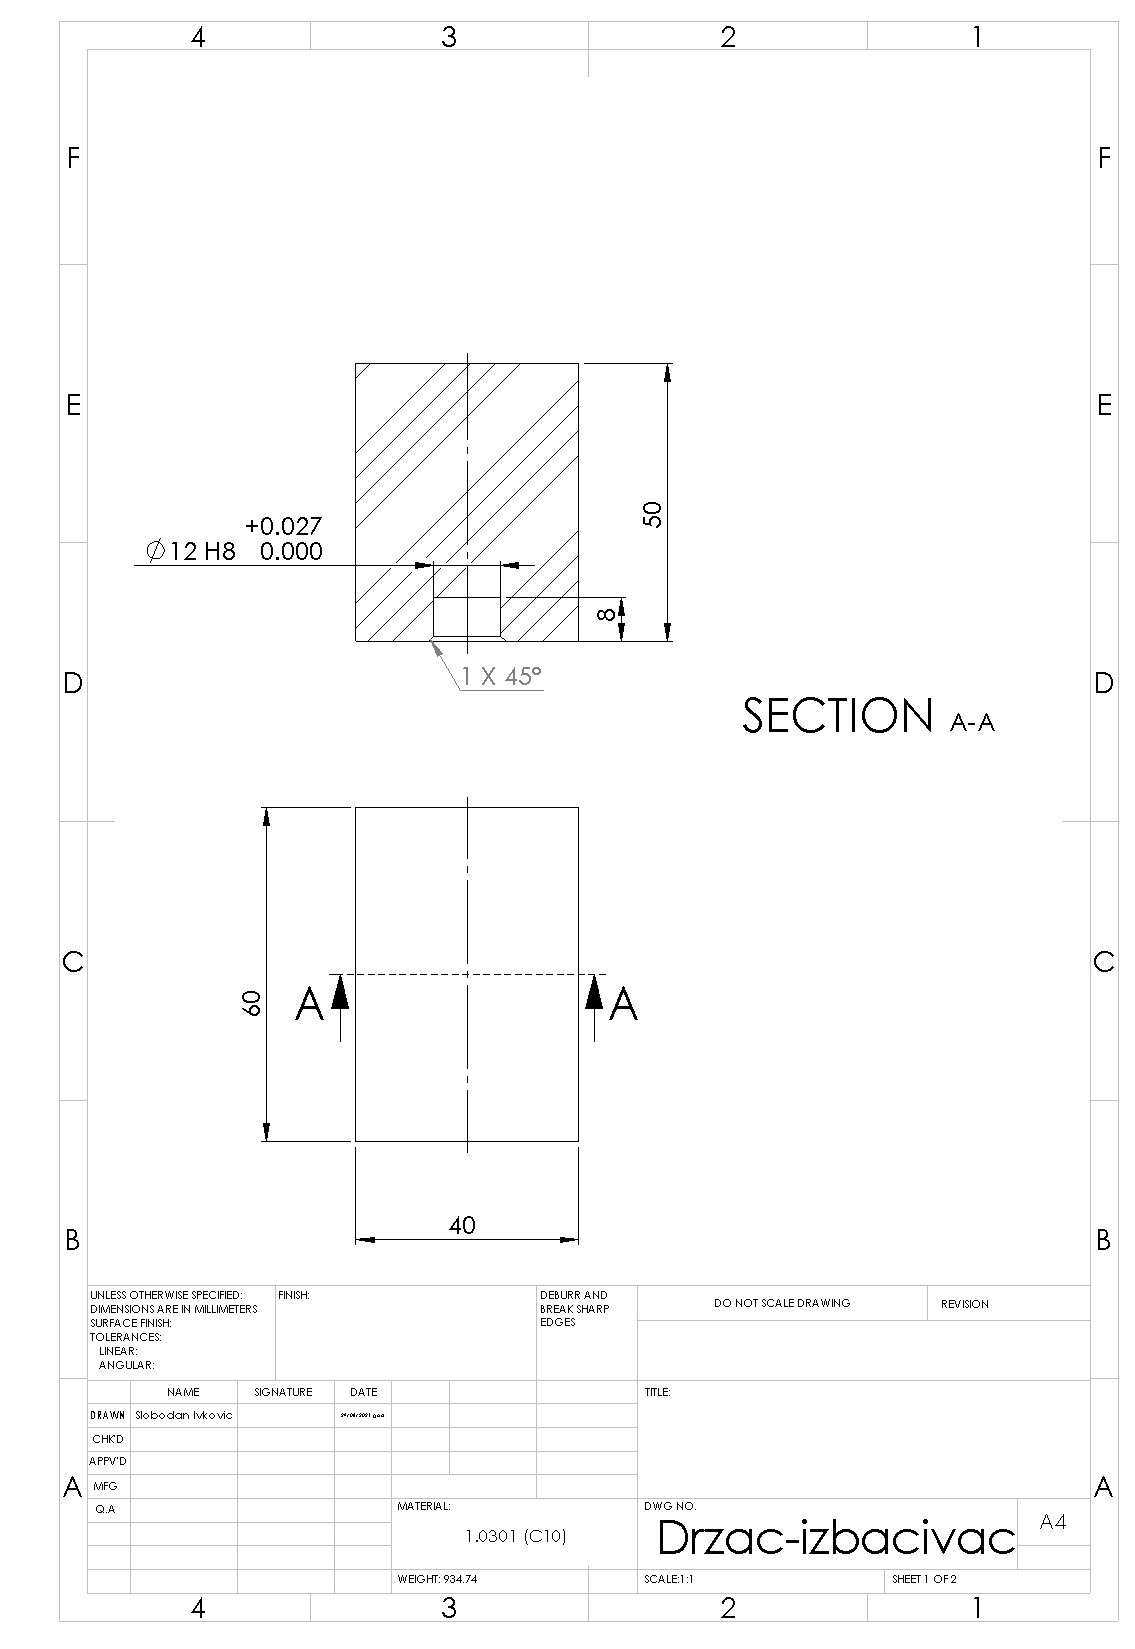 4 3 2 1
F F
E E
+0.027
⌀12 H8 0.000
50
8
1 X 45°
D D
SECTION A-A
C C
60
A A
40
B B
UNLESS OTHERWISE SPECIFIED:
DIMENSIONS ARE IN MILLIMETERS
SURFACE FINISH:
TOLERANCES:
LINEAR:
ANGULAR:
FINISH:
DEBURR AND
BREAK SHARP
EDGES
DO NOT SCALE DRAWING
REVISION
NAME SIGNATURE DATE
TITLE:
DRAWN Slobodan Ivkovic
CHK'D
APPV'D
MFG
Q.A
A A
MATERIAL:
1.0301 (C10)
DWG NO.
Drzac-izbacivac
A4
WEIGHT: 934.74
SCALE:1:1
SHEET 1 OF 2
4 3 2 1